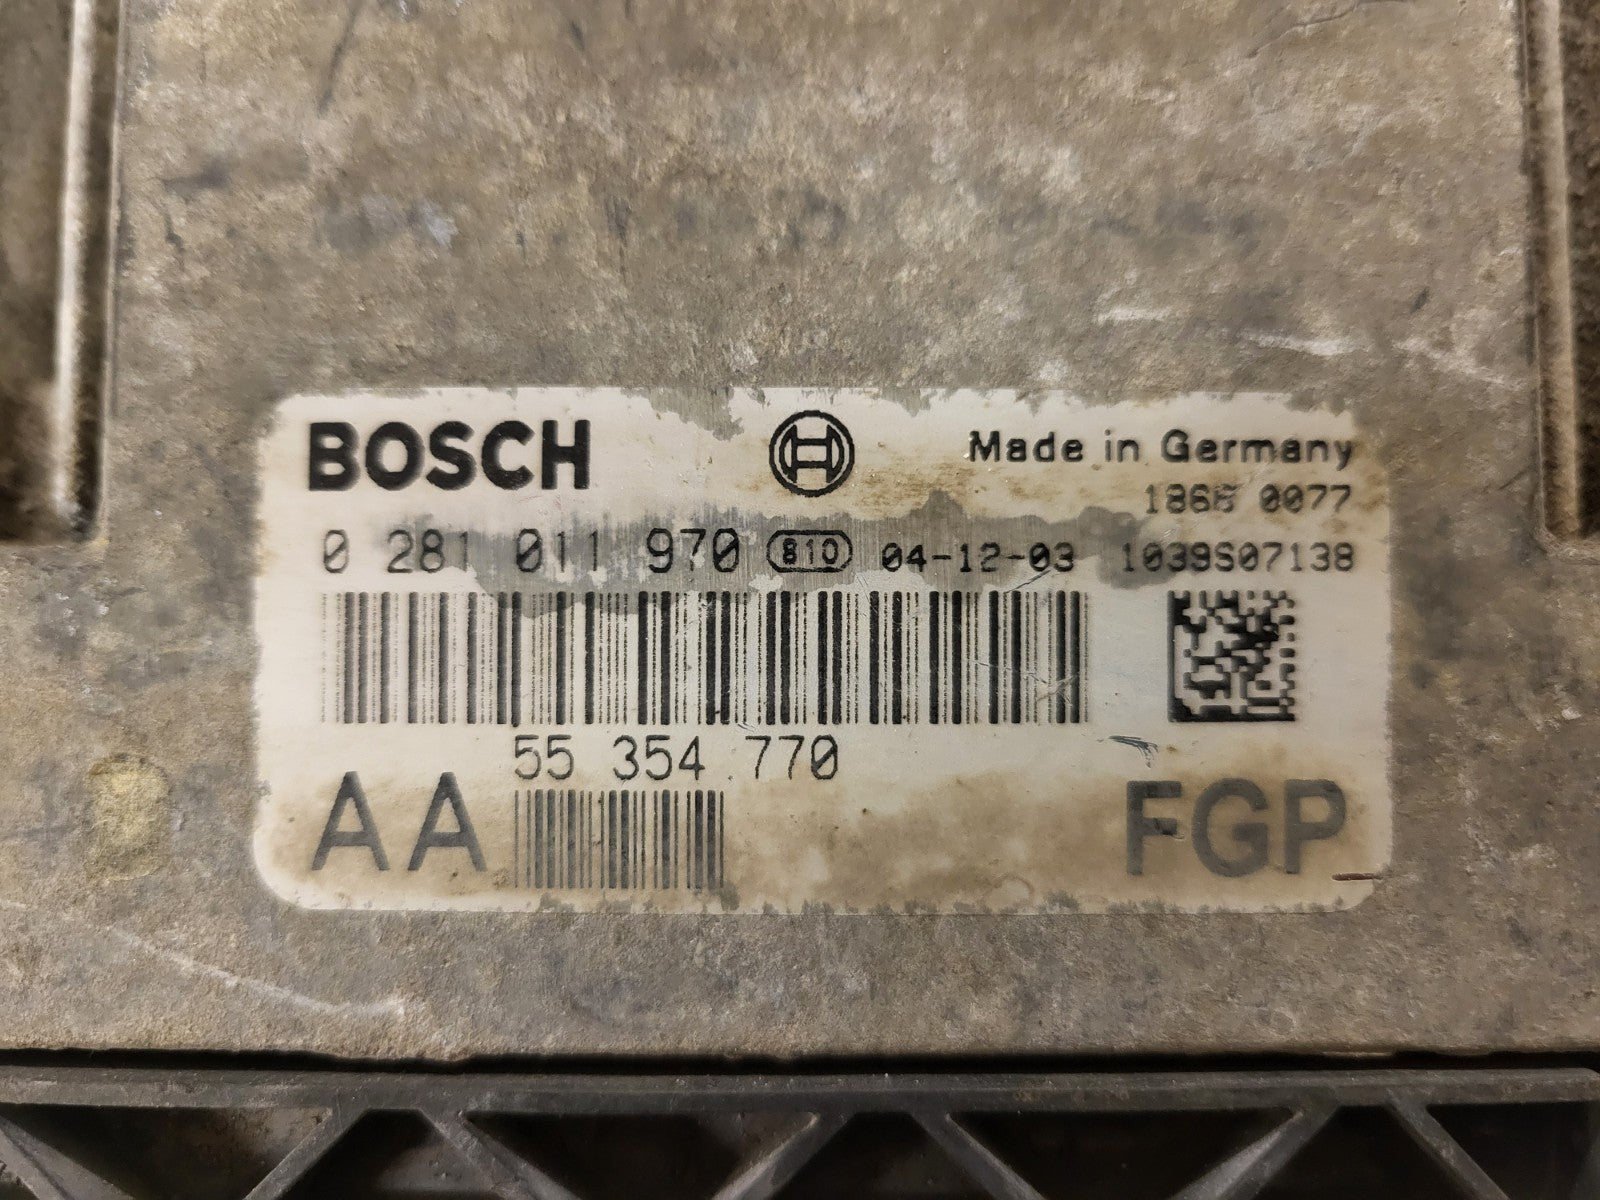 BOSCH Made in Germany
1866 0077
0 281 011 970 810 04-12-03 1039S07138
55 354 770
AA FGP